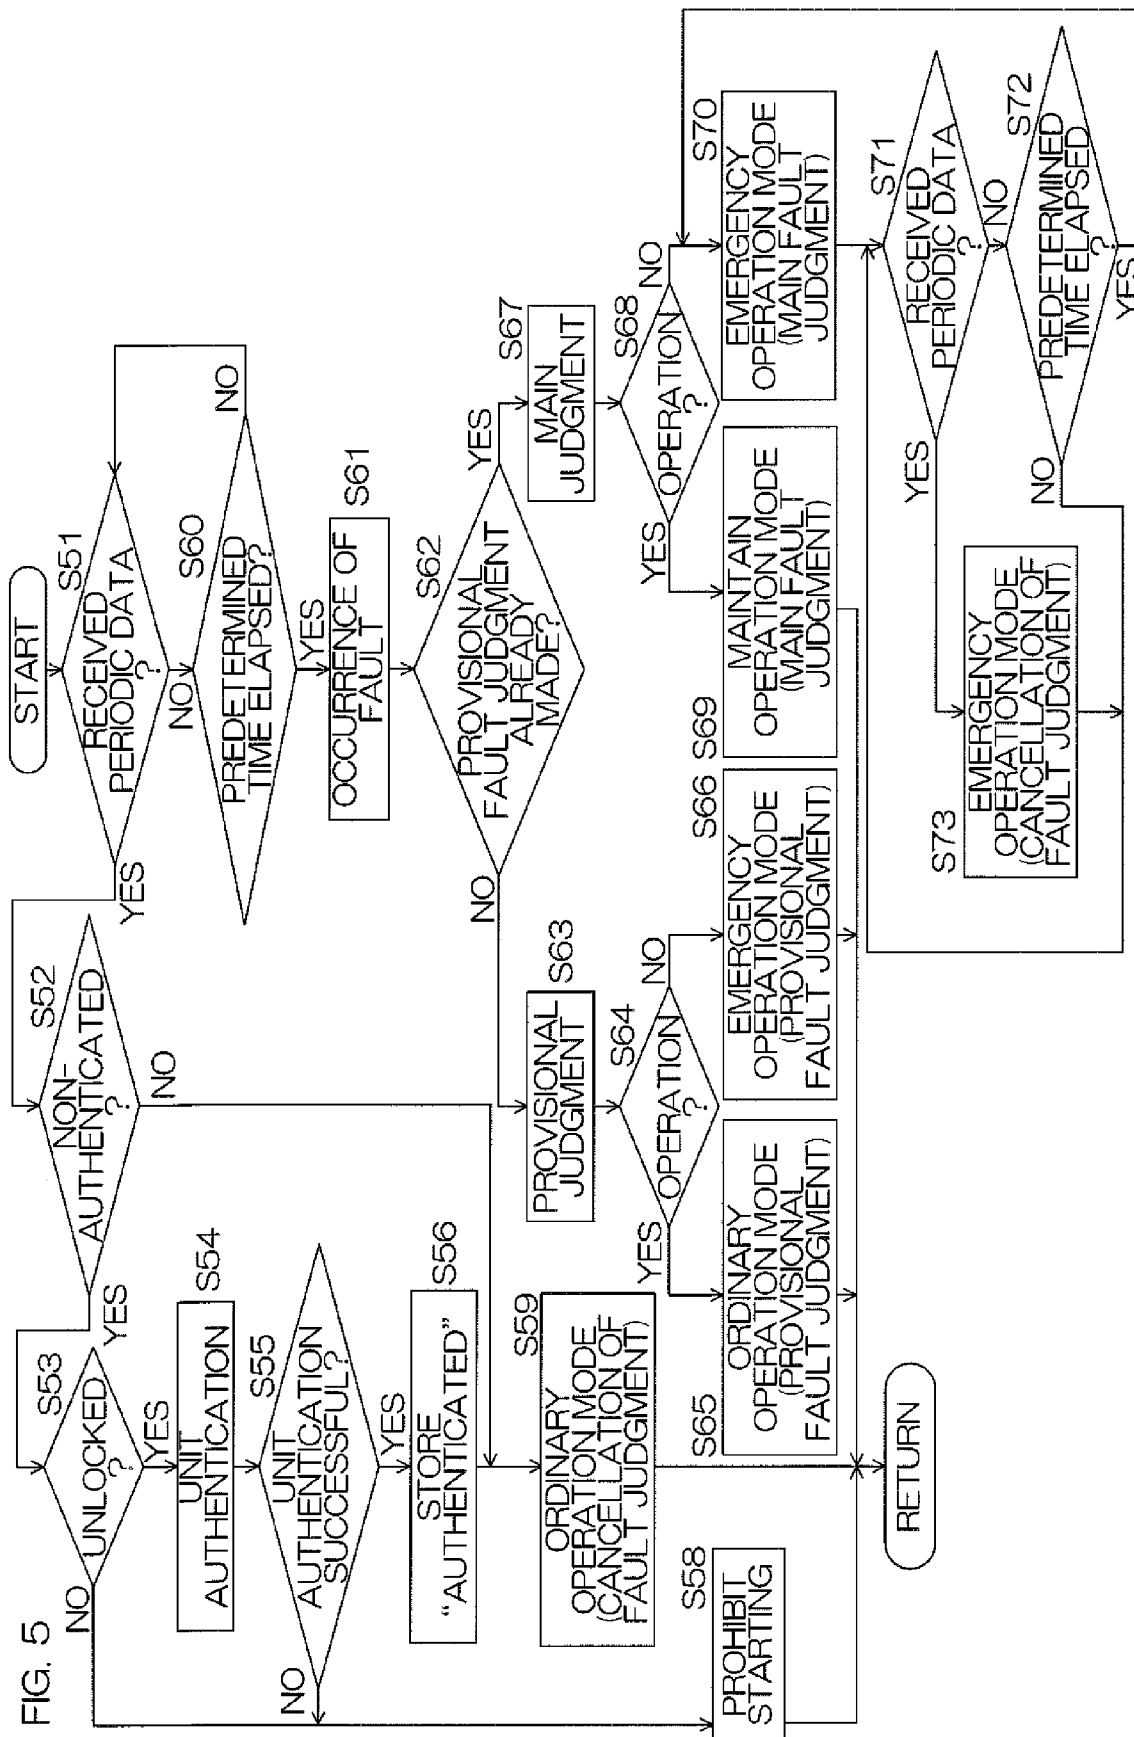 FIG. 5
START
S51
RECEIVED
PERIODIC DATA
?
YES
NO
S60
PREDETERMINED
TIME ELAPSED?
NO
YES
S61
OCCURRENCE OF
FAULT
S62
PROVISIONAL
FAULT JUDGMENT
ALREADY
MADE?
NO
YES
S52
NON-
AUTHENTICATED
?
YES
NO
S53
UNLOCKED
?
NO
YES
S54
UNIT
AUTHENTICATION
S55
UNIT
AUTHENTICATION
SUCCESSFUL?
NO
YES
S56
STORE
“AUTHENTICATED”
S59
ORDINARY
OPERATION MODE
(CANCELLATION OF
FAULT JUDGMENT)
S58
PROHIBIT
STARTING
S63
PROVISIONAL
JUDGMENT
S64
OPERATION
?
YES
NO
S65
ORDINARY
OPERATION MODE
(PROVISIONAL
FAULT JUDGMENT)
S66
EMERGENCY
OPERATION MODE
(PROVISIONAL
FAULT JUDGMENT)
S67
MAIN
JUDGMENT
S68
OPERATION
?
YES
NO
S69
MAINTAIN
OPERATION MODE
(MAIN FAULT
JUDGMENT)
S70
EMERGENCY
OPERATION MODE
(MAIN FAULT
JUDGMENT)
S71
RECEIVED
PERIODIC DATA
?
YES
NO
S72
PREDETERMINED
TIME ELAPSED
?
NO
YES
S73
EMERGENCY
OPERATION MODE
(CANCELLATION OF
FAULT JUDGMENT)
RETURN